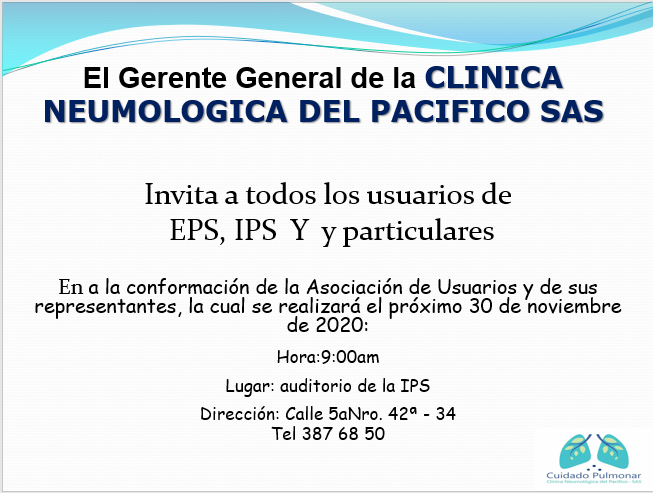 El Gerente General de la CLINICA
NEUMOLOGICA DEL PACIFICO SAS
Invita a todos los usuarios de
EPS, IPS Y y particulares
En a la conformación de la Asociación de Usuarios y de sus
representantes, la cual se realizará el próximo 30 de noviembre
de 2020:
Hora:9:00am
Lugar: auditorio de la IPS
Dirección: Calle 5aNro. 42ª - 34
Tel 387 68 50
Cuidado Pulmonar
Clínica Neumológica del Pacífico - SAS